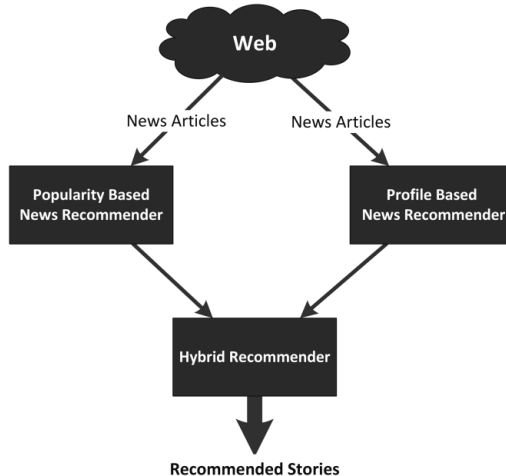 Web
News Articles
News Articles
Popularity Based
News Recommender
Profile Based
News Recommender
Hybrid Recommender
Recommended Stories